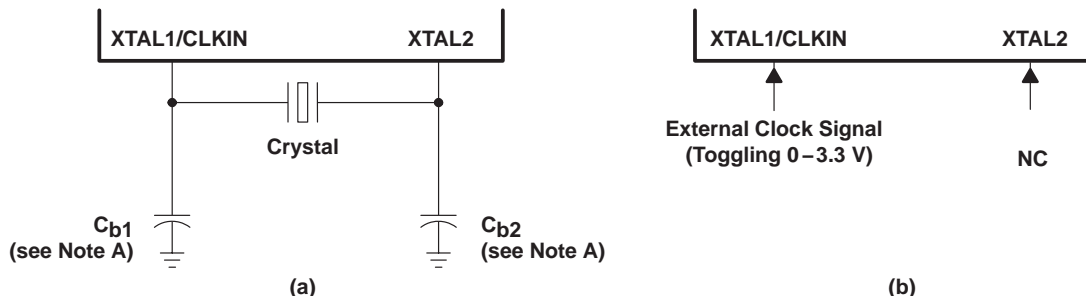 XTAL1/CLKIN
XTAL2
Crystal
Cb1
(see Note A)
Cb2
(see Note A)
(a)
XTAL1/CLKIN
XTAL2
External Clock Signal
(Toggling 0–3.3 V)
NC
(b)